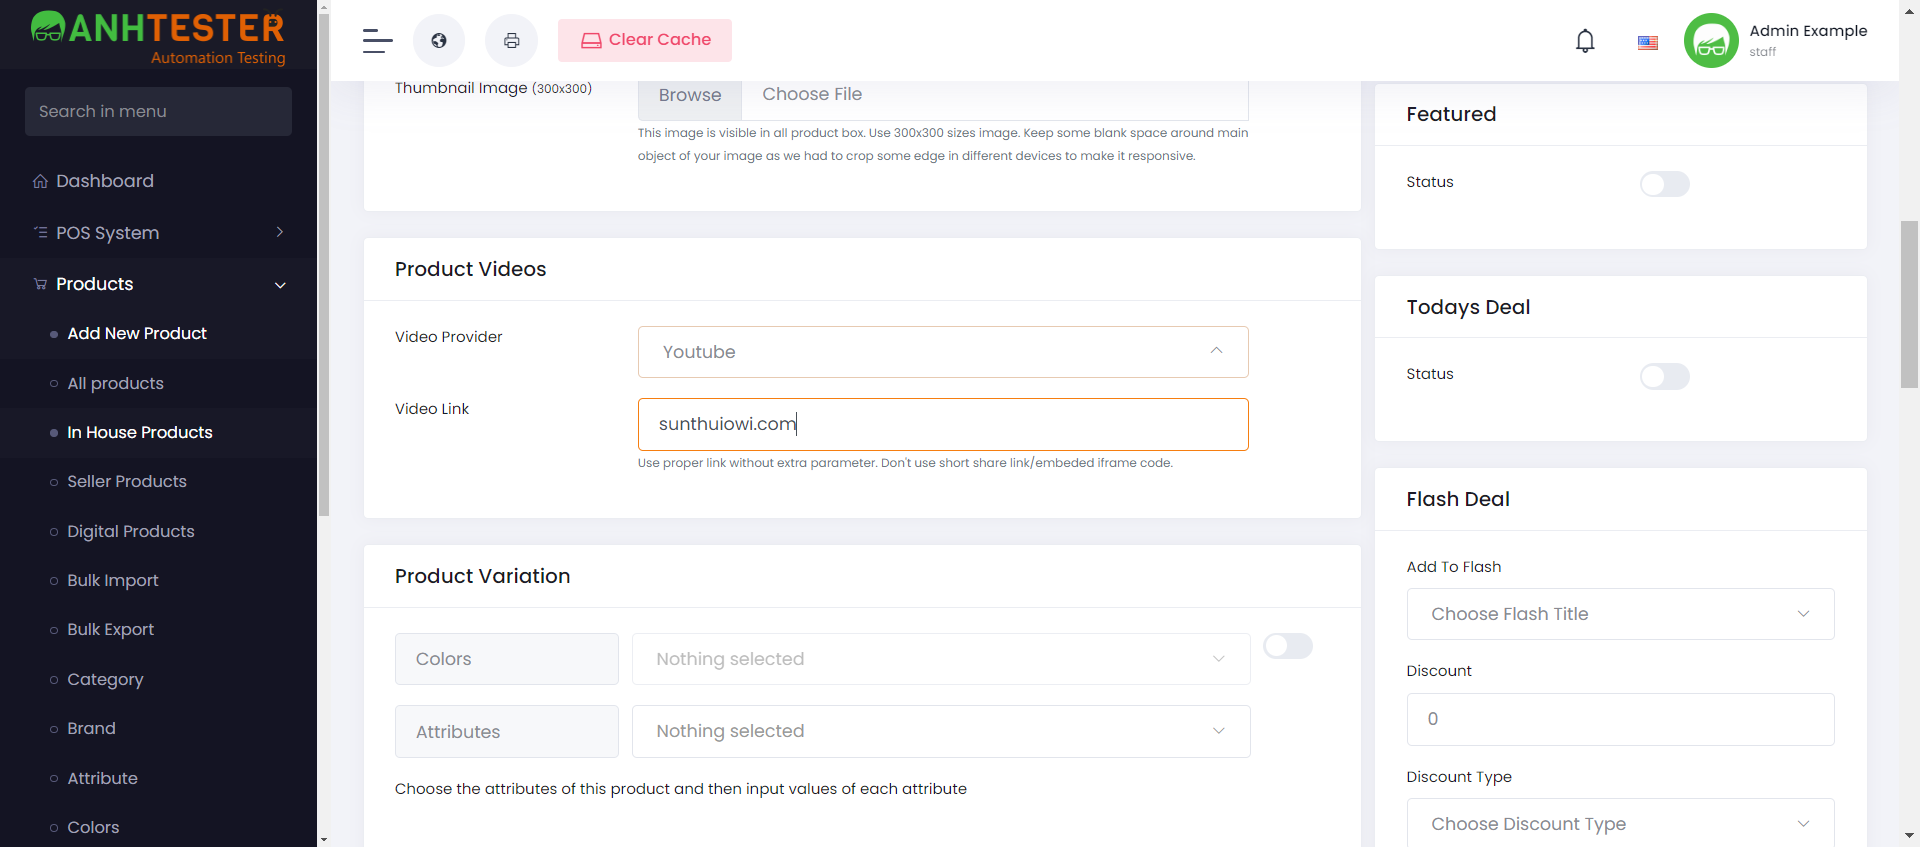 ANHTESTER
Automation Testing
Search in menu
Dashboard
POS System
Products
Add New Product
All products
In House Products
Seller Products
Digital Products
Bulk Import
Bulk Export
Category
Brand
Attribute
Colors
Clear Cache
Admin Example
staff
Thumbnail Image (300x300)
Browse
Choose File
This image is visible in all product box. Use 300x300 sizes image. Keep some blank space around main
object of your image as we had to crop some edge in different devices to make it responsive.
Product Videos
Video Provider
Youtube
Video Link
sunthuiowi.com
Use proper link without extra parameter. Don't use short share link/embeded iframe code.
Product Variation
Colors
Nothing selected
Attributes
Nothing selected
Choose the attributes of this product and then input values of each attribute
Featured
Status
Todays Deal
Status
Flash Deal
Add To Flash
Choose Flash Title
Discount
0
Discount Type
Choose Discount Type